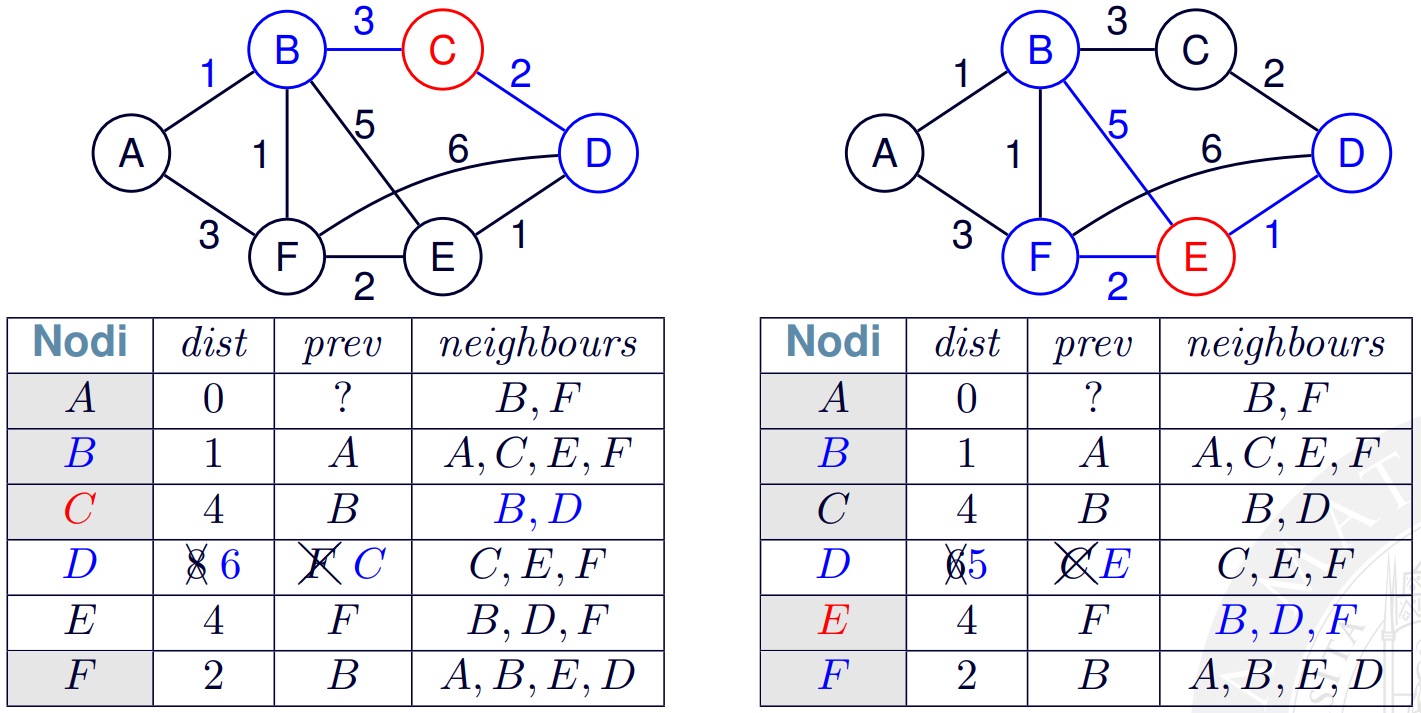 3 3
B C B C
1 2 1 2
5 5
A 1 6 D A 1 6 D
3 F E 1 3 F E 1
2 2
Nodi dist prev neighbours
A 0 ? B, F
B 1 A A, C, E, F
C 4 B B, D
D 8 6 F C C, E, F
E 4 F B, D, F
F 2 B A, B, E, D
Nodi dist prev neighbours
A 0 ? B, F
B 1 A A, C, E, F
C 4 B B, D
D 6 5 C E C, E, F
E 4 F B, D, F
F 2 B A, B, E, D